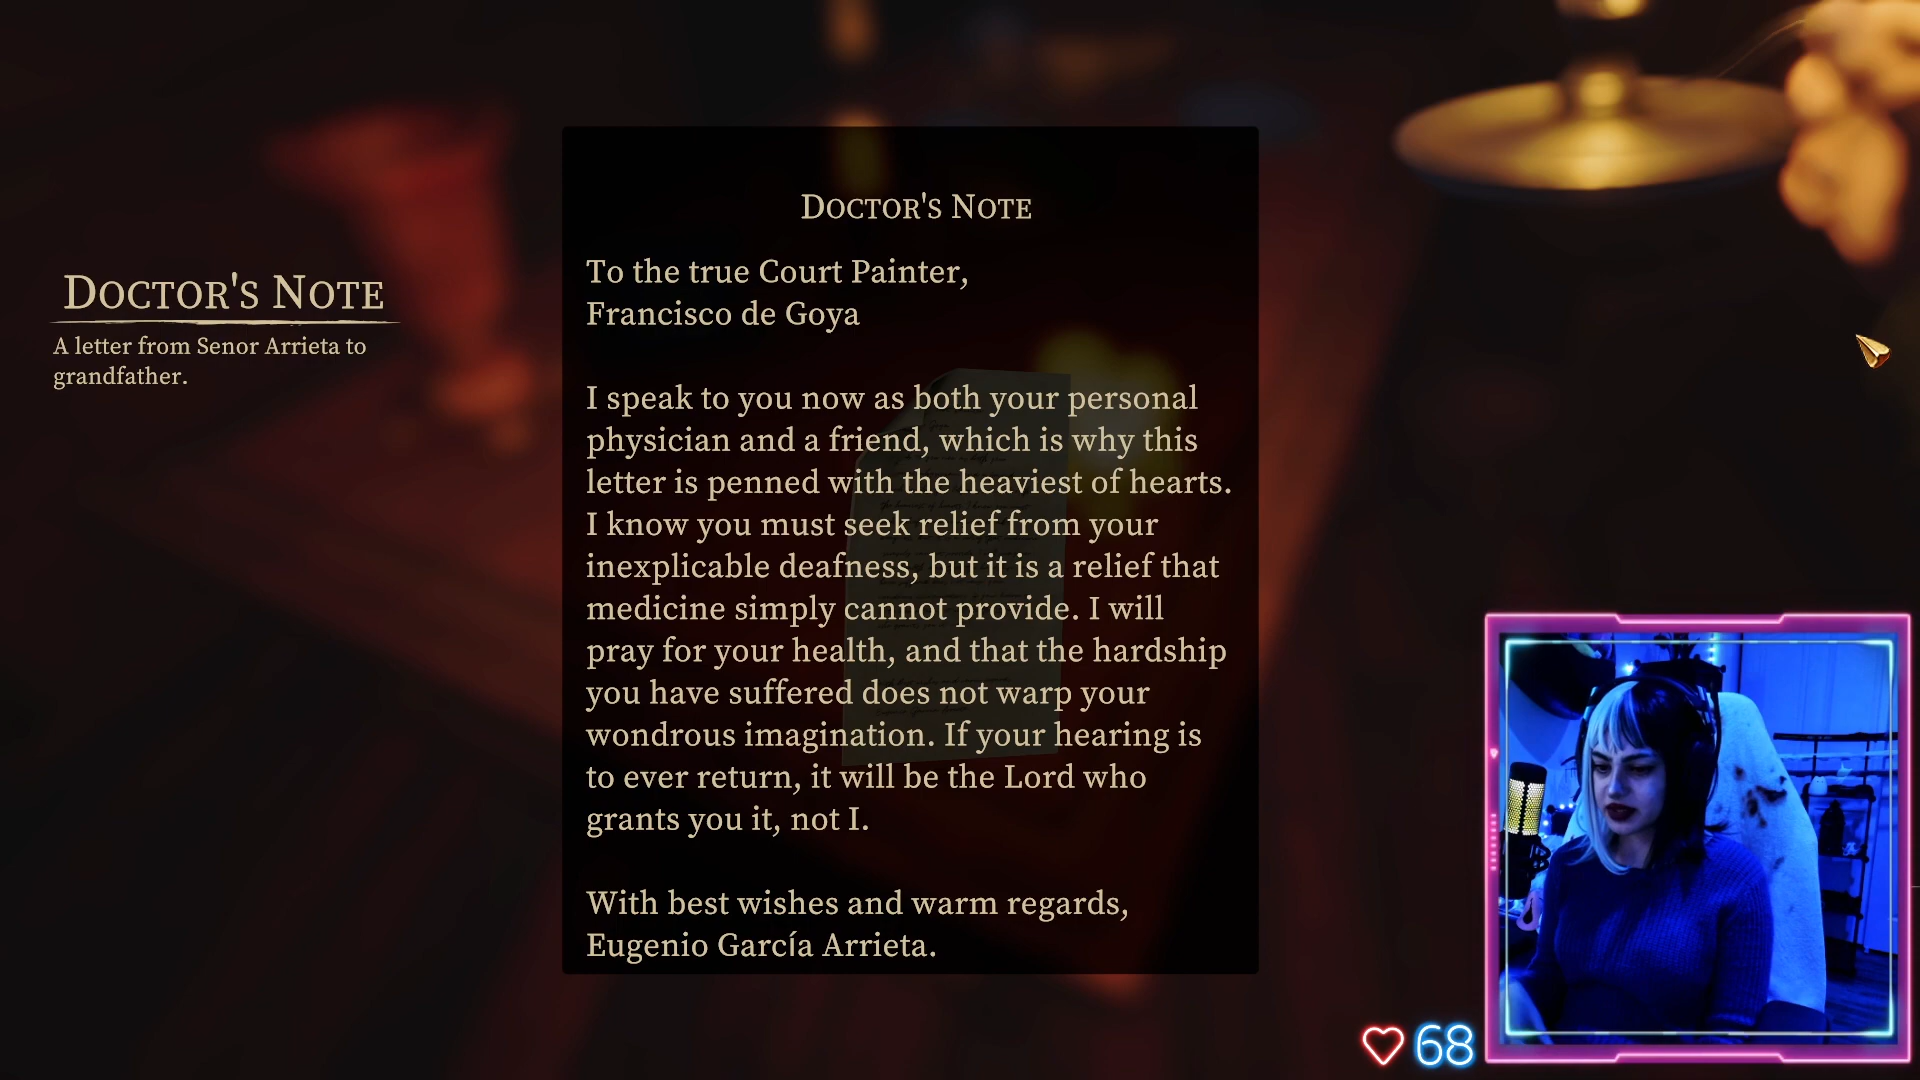 Doctor's Note
A letter from Senor Arrieta to
grandfather.
Doctor's Note
To the true Court Painter,
Francisco de Goya
I speak to you now as both your personal
physician and a friend, which is why this
letter is penned with the heaviest of hearts.
I know you must seek relief from your
inexplicable deafness, but it is a relief that
medicine simply cannot provide. I will
pray for your health, and that the hardship
you have suffered does not warp your
wondrous imagination. If your hearing is
to ever return, it will be the Lord who
grants you it, not I.
With best wishes and warm regards,
Eugenio García Arrieta.
68